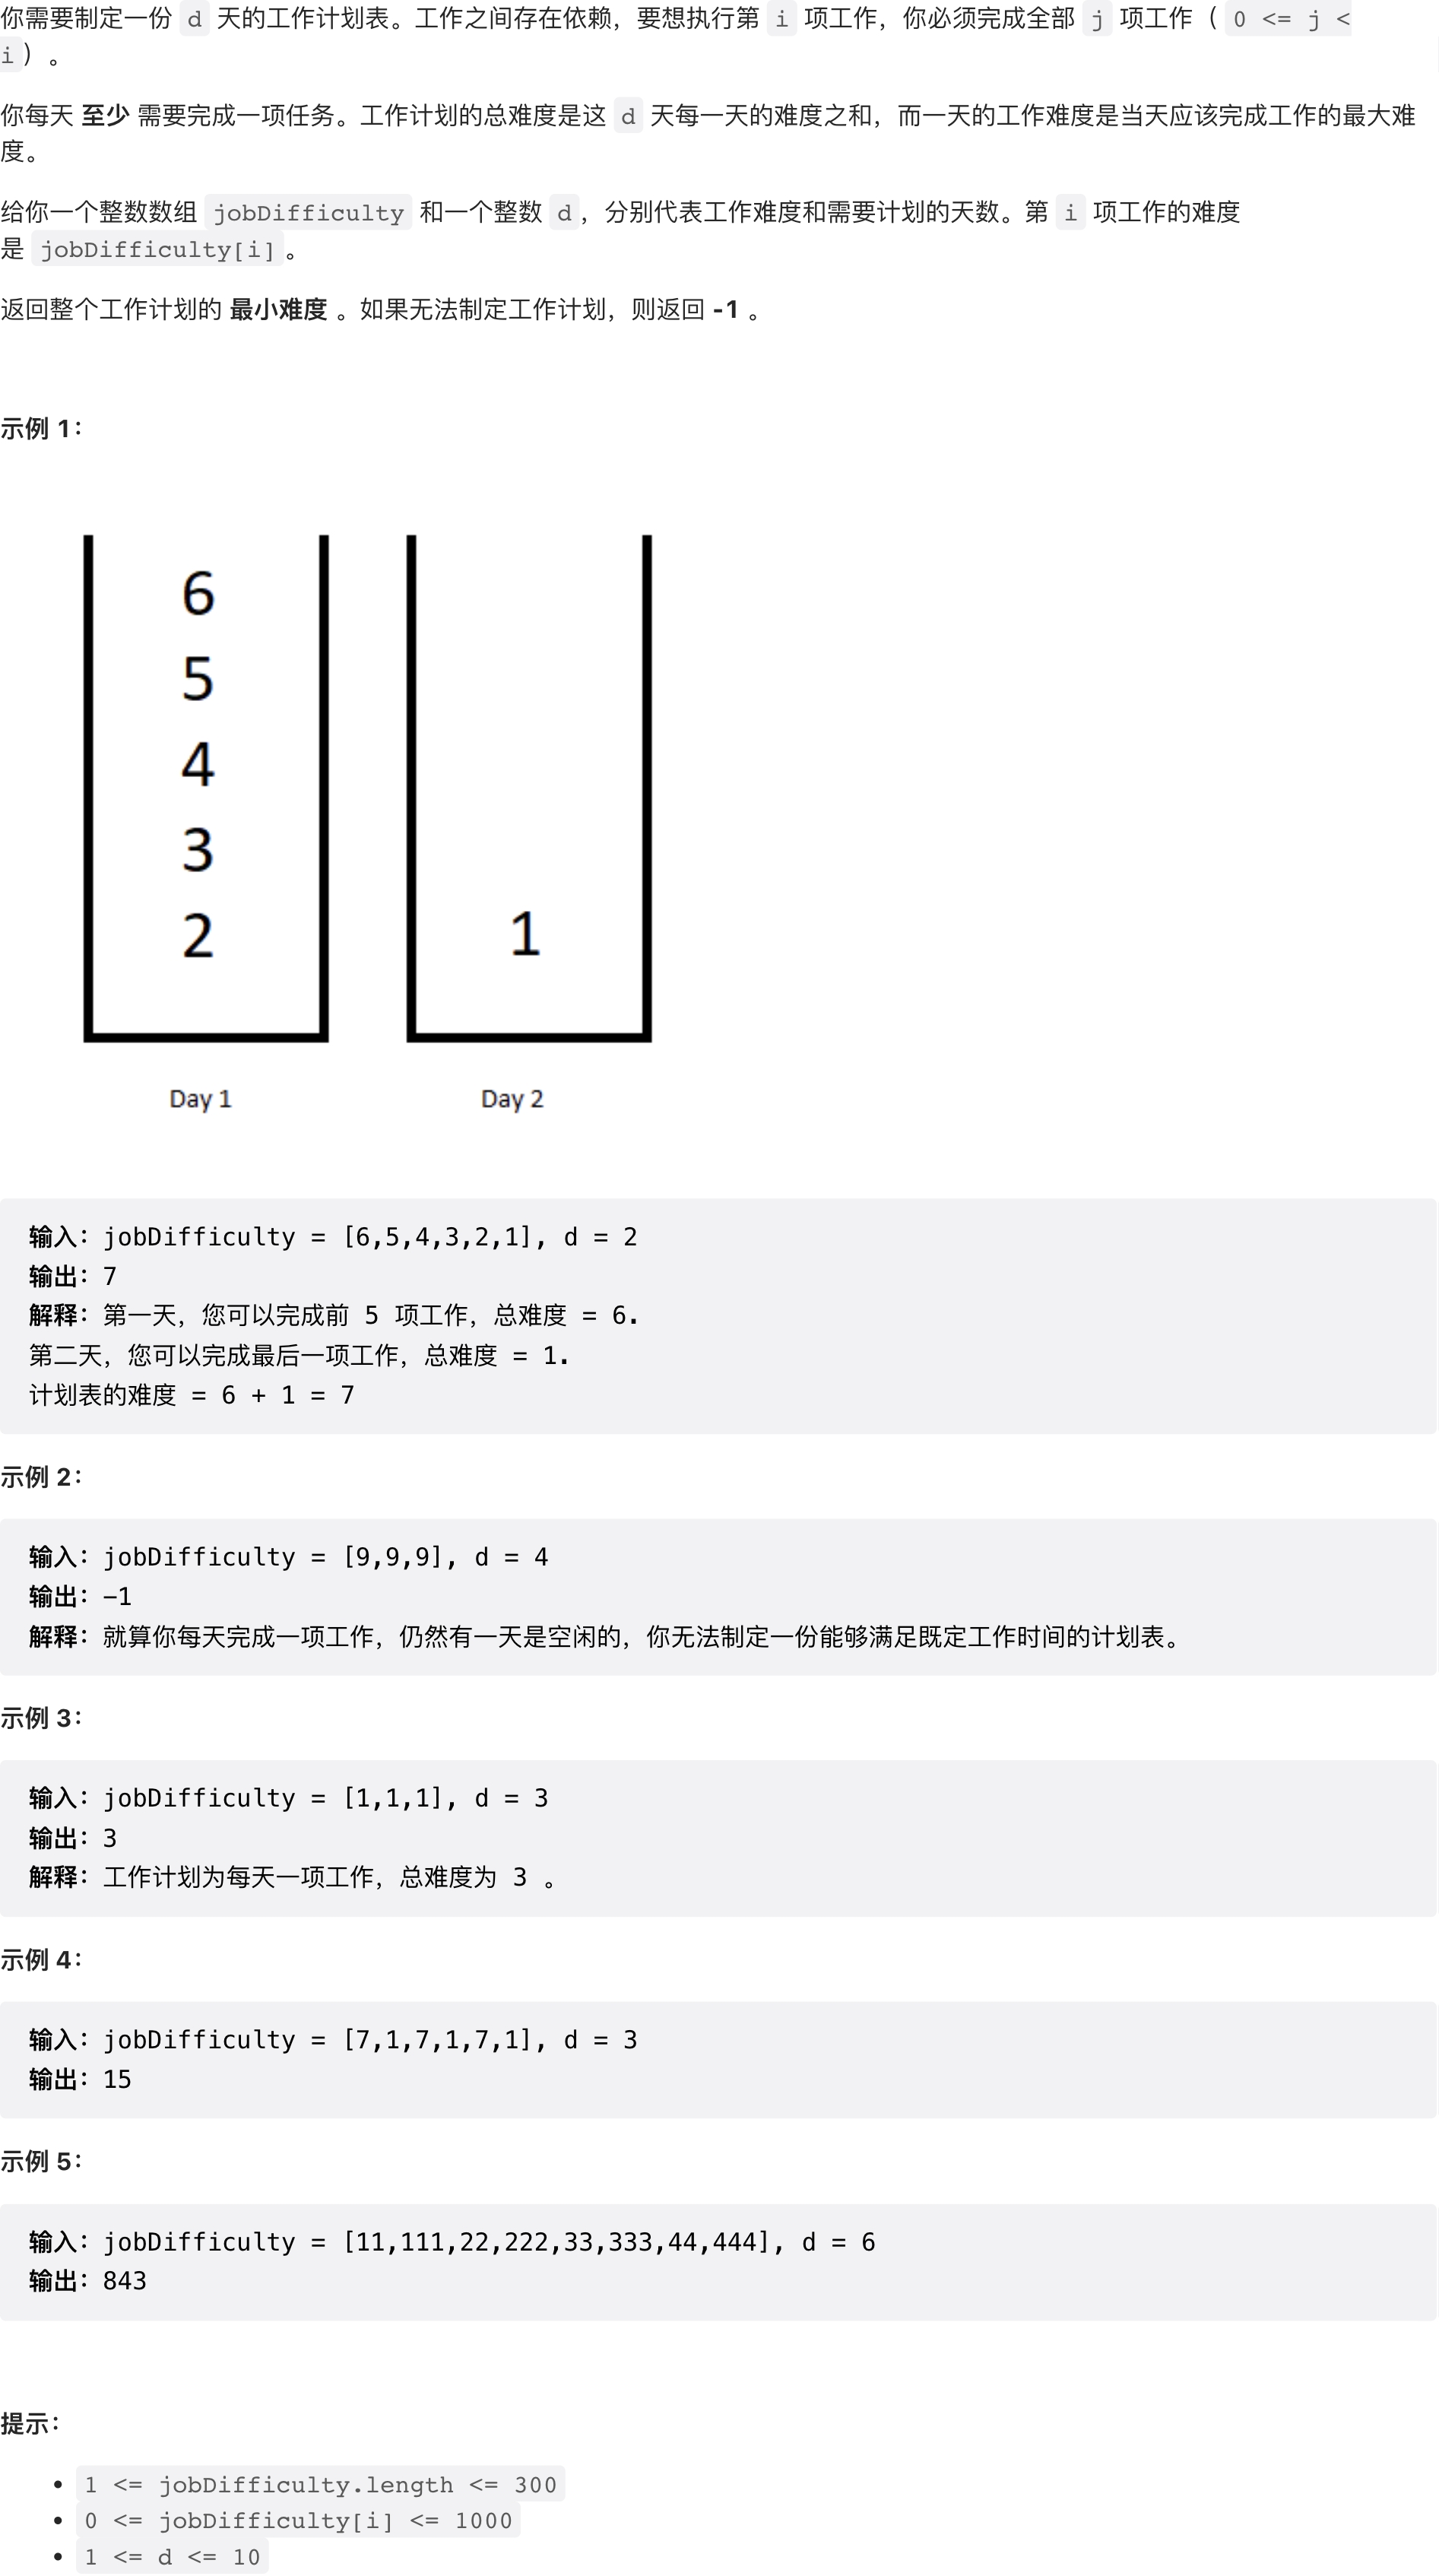 你需要制定一份 d 天的工作计划表。工作之间存在依赖，要想执行第 i 项工作，你必须完成全部 j 项工作（ 0 <= j <
i）。
你每天 至少 需要完成一项任务。工作计划的总难度是这 d 天每一天的难度之和，而一天的工作难度是当天应该完成工作的最大难
度。
给你一个整数数组 jobDifficulty 和一个整数 d，分别代表工作难度和需要计划的天数。第 i 项工作的难度
是 jobDifficulty[i]。
返回整个工作计划的 最小难度 。如果无法制定工作计划，则返回 -1 。
示例 1：
6
5
4
3
2
1
Day 1
Day 2
输入：jobDifficulty = [6,5,4,3,2,1], d = 2
输出：7
解释：第一天，您可以完成前 5 项工作，总难度 = 6.
第二天，您可以完成最后一项工作，总难度 = 1.
计划表的难度 = 6 + 1 = 7
示例 2：
输入：jobDifficulty = [9,9,9], d = 4
输出：-1
解释：就算你每天完成一项工作，仍然有一天是空闲的，你无法制定一份能够满足既定工作时间的计划表。
示例 3：
输入：jobDifficulty = [1,1,1], d = 3
输出：3
解释：工作计划为每天一项工作，总难度为 3 。
示例 4：
输入：jobDifficulty = [7,1,7,1,7,1], d = 3
输出：15
示例 5：
输入：jobDifficulty = [11,111,22,222,33,333,44,444], d = 6
输出：843
提示：
• 1 <= jobDifficulty.length <= 300
• 0 <= jobDifficulty[i] <= 1000
• 1 <= d <= 10